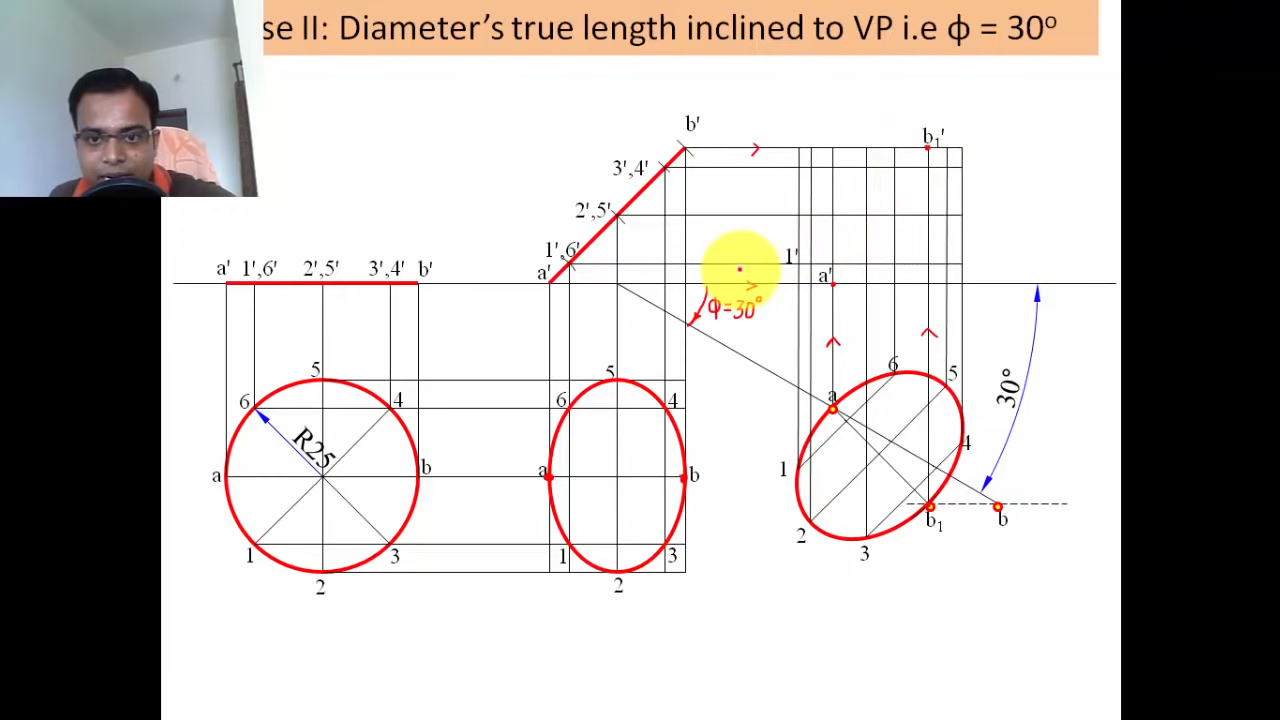 se II: Diameter's true length inclined to VP i.e ϕ = 30°
b'
b₁'
3',4'
2',5'
1',6'
1'
a'
a'
a' 1',6' 2',5' 3',4' b'
ϕ=30°
30°
5
5
6
5
6
4
6
4
a
4
R25
a
b
a
b
1
b₁
b
2
1
3
1
3
3
2
2